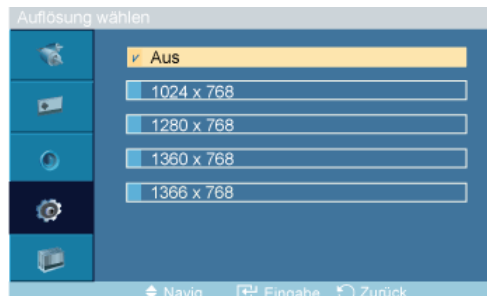 Auflösung wählen
Aus
1024 x 768
1280 x 768
1360 x 768
1366 x 768
Navig. Eingabe Zurück